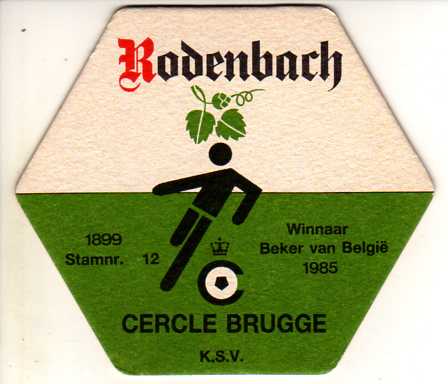 Rodenbach
1899
Stamnr. 12
Winnaar
Beker van België
1985
C
CERCLE BRUGGE
K.S.V.